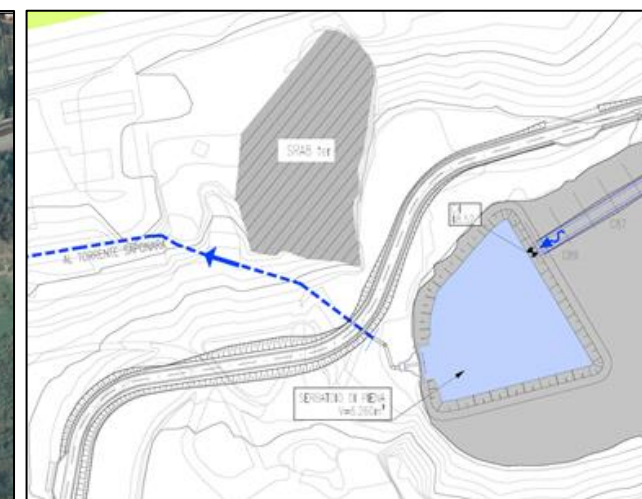 SRAB ter
AL TORRENTE SAPONARA
SERBATOIO DI PIENA
V=6.260m³